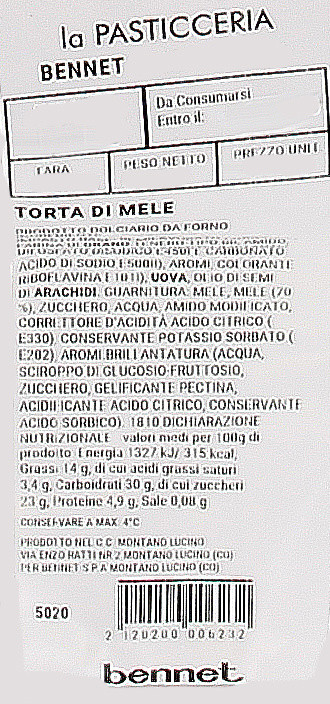 la PASTICCERIA
BENNET
Da Consumarsi
Entro il:
TARA
PESO NETTO
PREZZO UNIT
TORTA DI MELE
PRODOTTO DOLCIARIO DA FORNO
DIFOSFATO DISODICO E450I CARBONATO
ACIDO DI SODIO E500II), AROMI, COLORANTE
RIBOFLAVINA E101I), UOVA, OLIO DI SEMI
DI ARACHIDI. GUARNITURA: MELE, MELE (70
%), ZUCCHERO, ACQUA, AMIDO MODIFICATO,
CORRETTORE D'ACIDITÀ ACIDO CITRICO (
E330), CONSERVANTE POTASSIO SORBATO (
E202), AROMI BRILLANTATURA (ACQUA,
SCIROPPO DI GLUCOSIO-FRUTTOSIO,
ZUCCHERO, GELIFICANTE PECTINA,
ACIDIFICANTE ACIDO CITRICO, CONSERVANTE
ACIDO SORBICO). 1810 DICHIARAZIONE
NUTRIZIONALE valori medi per 100g di
prodotto Energia 1327 kJ/ 315 kcal,
Grassi 14 g, di cui acidi grassi saturi
3,4 g, Carboidrati 30 g, di cui zuccheri
23 g, Proteine 4,9 g, Sale 0,08 g
CONSERVARE A MAX 4°C
PRODOTTO NEL C.C. MONTANO LUCINO
VIA ENZO RATTI NR 2 MONTANO LUCINO (CO)
PER BENNET S.P.A MONTANO LUCINO (CO)
5020
2 120200 006232
bennet